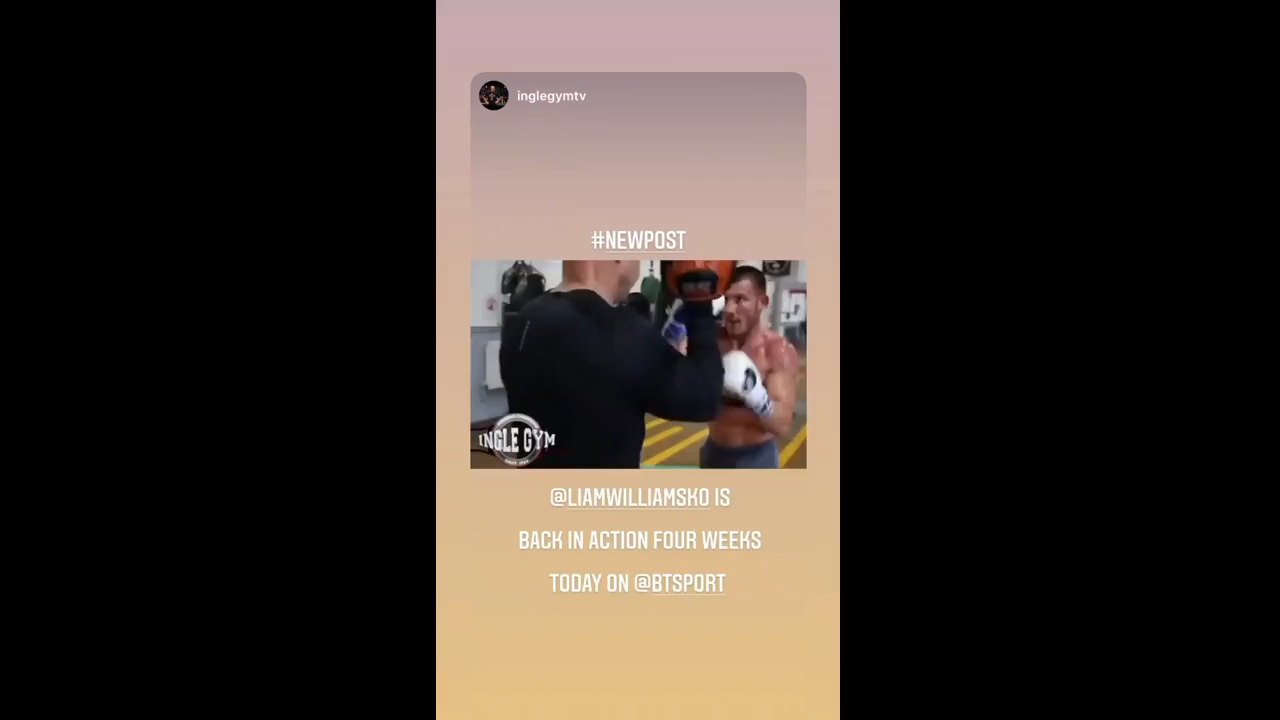 inglegymtv
#NEWPOST
INGLE GYM
@LIAMWILLIAMSKO IS
BACK IN ACTION FOUR WEEKS
TODAY ON @BTSPORT